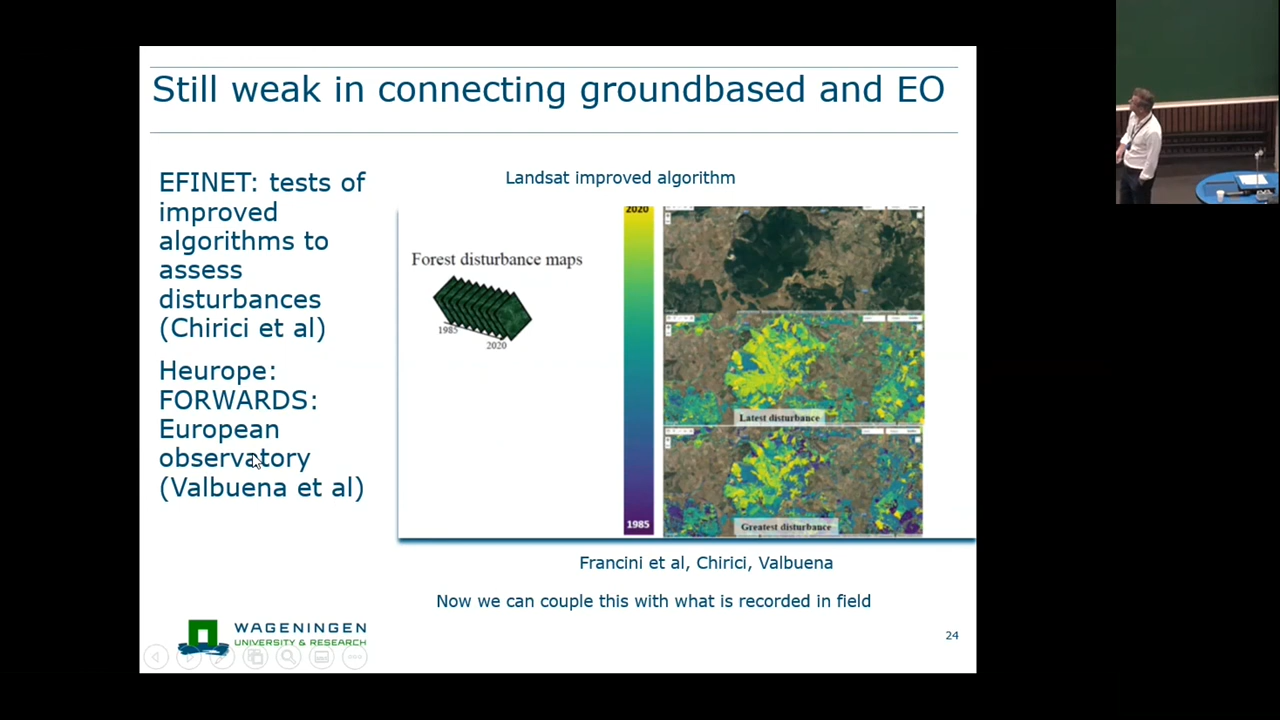 Still weak in connecting groundbased and EO
EFINET: tests of
improved
algorithms to
assess
disturbances
(Chirici et al)
Heurope:
FORWARDS:
European
observatory
(Valbuena et al)
Landsat improved algorithm
Forest disturbance maps
1985
2020
2020
1985
Latest disturbance
Greatest disturbance
Francini et al, Chirici, Valbuena
Now we can couple this with what is recorded in field
WAGENINGEN
UNIVERSITY & RESEARCH
24